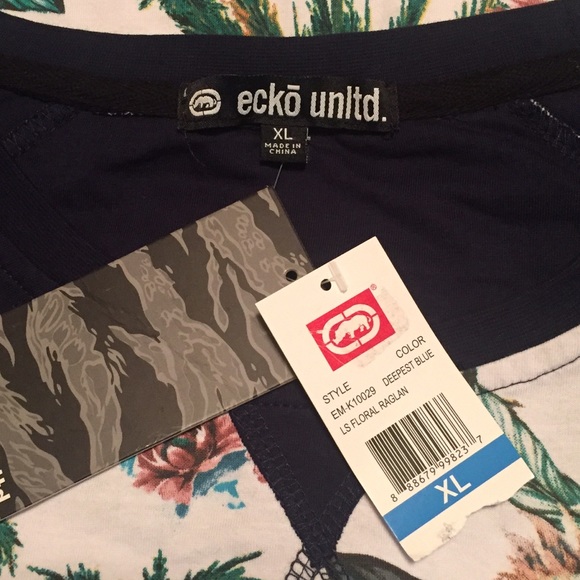 eckō unltd.
XL
MADE IN
CHINA
®
STYLE COLOR
EM-K10029 DEEPEST BLUE
LS FLORAL RAGLAN
8 88679 99823 7
XL